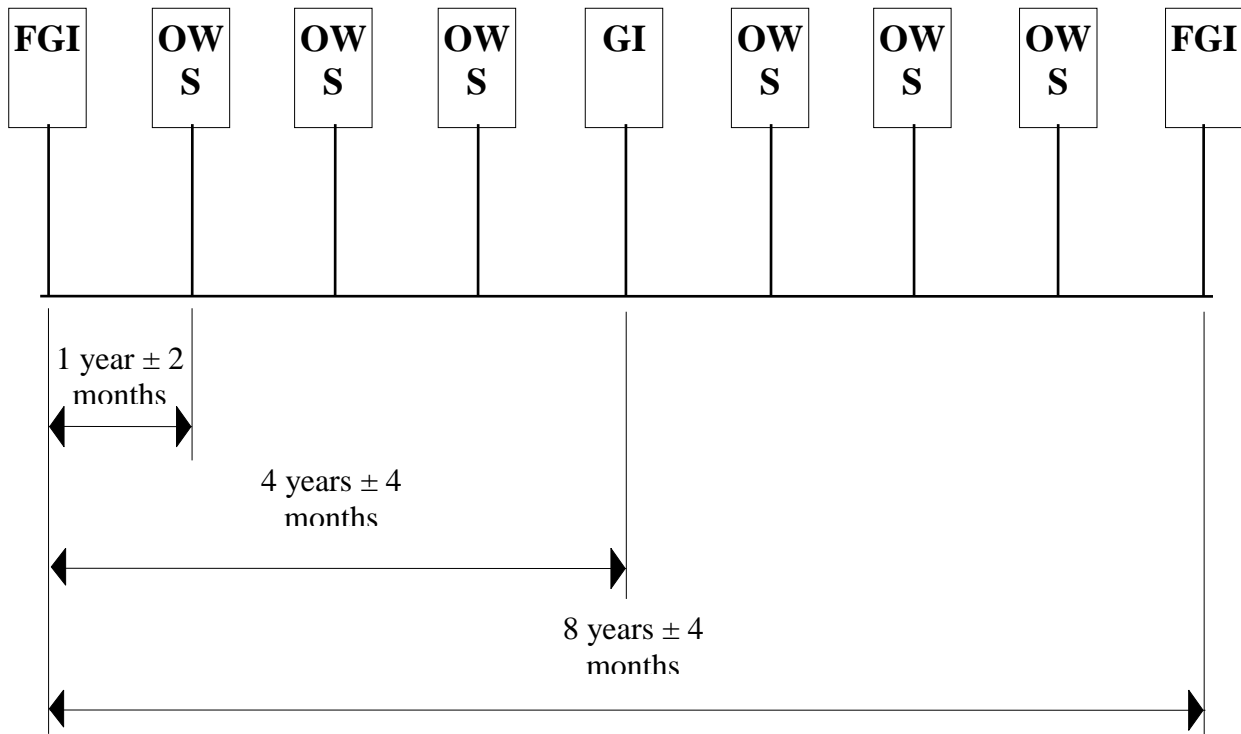 FGI
OW
S
OW
S
OW
S
GI
OW
S
OW
S
OW
S
FGI
1 year ± 2
months
4 years ± 4
months
8 years ± 4
months